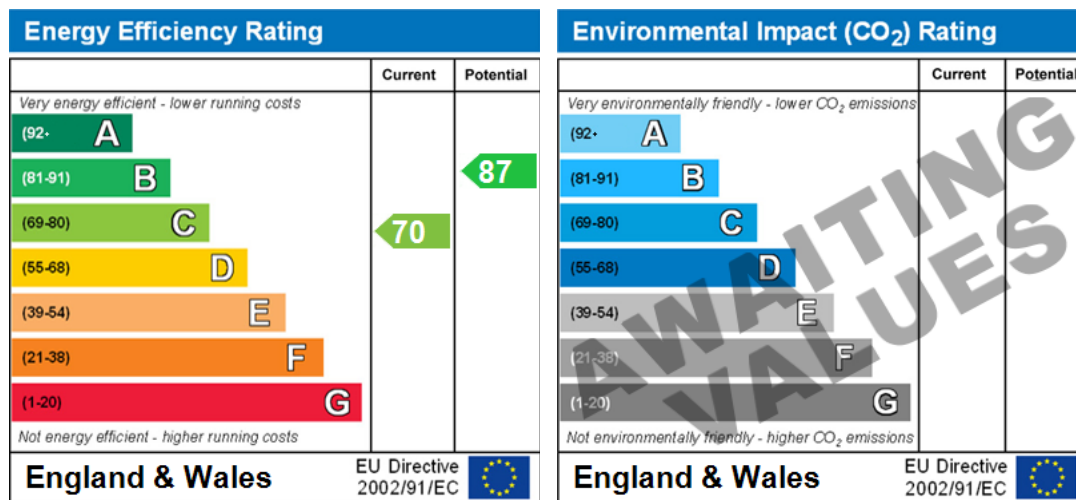 Energy Efficiency Rating
Current Potential
Very energy efficient - lower running costs
(92+ A
(81-91) B
87
(69-80) C
70
(55-68) D
(39-54) E
(21-38) F
(1-20) G
Not energy efficient - higher running costs
England & Wales
EU Directive
2002/91/EC
Environmental Impact (CO₂) Rating
Current Potential
Very environmentally friendly - lower CO₂ emissions
(92+ A
(81-91) B
(69-80) C
(55-68) D
(39-54) E
(21-38) F
(1-20) G
AWAITING
VALUES
Not environmentally friendly - higher CO₂ emissions
England & Wales
EU Directive
2002/91/EC